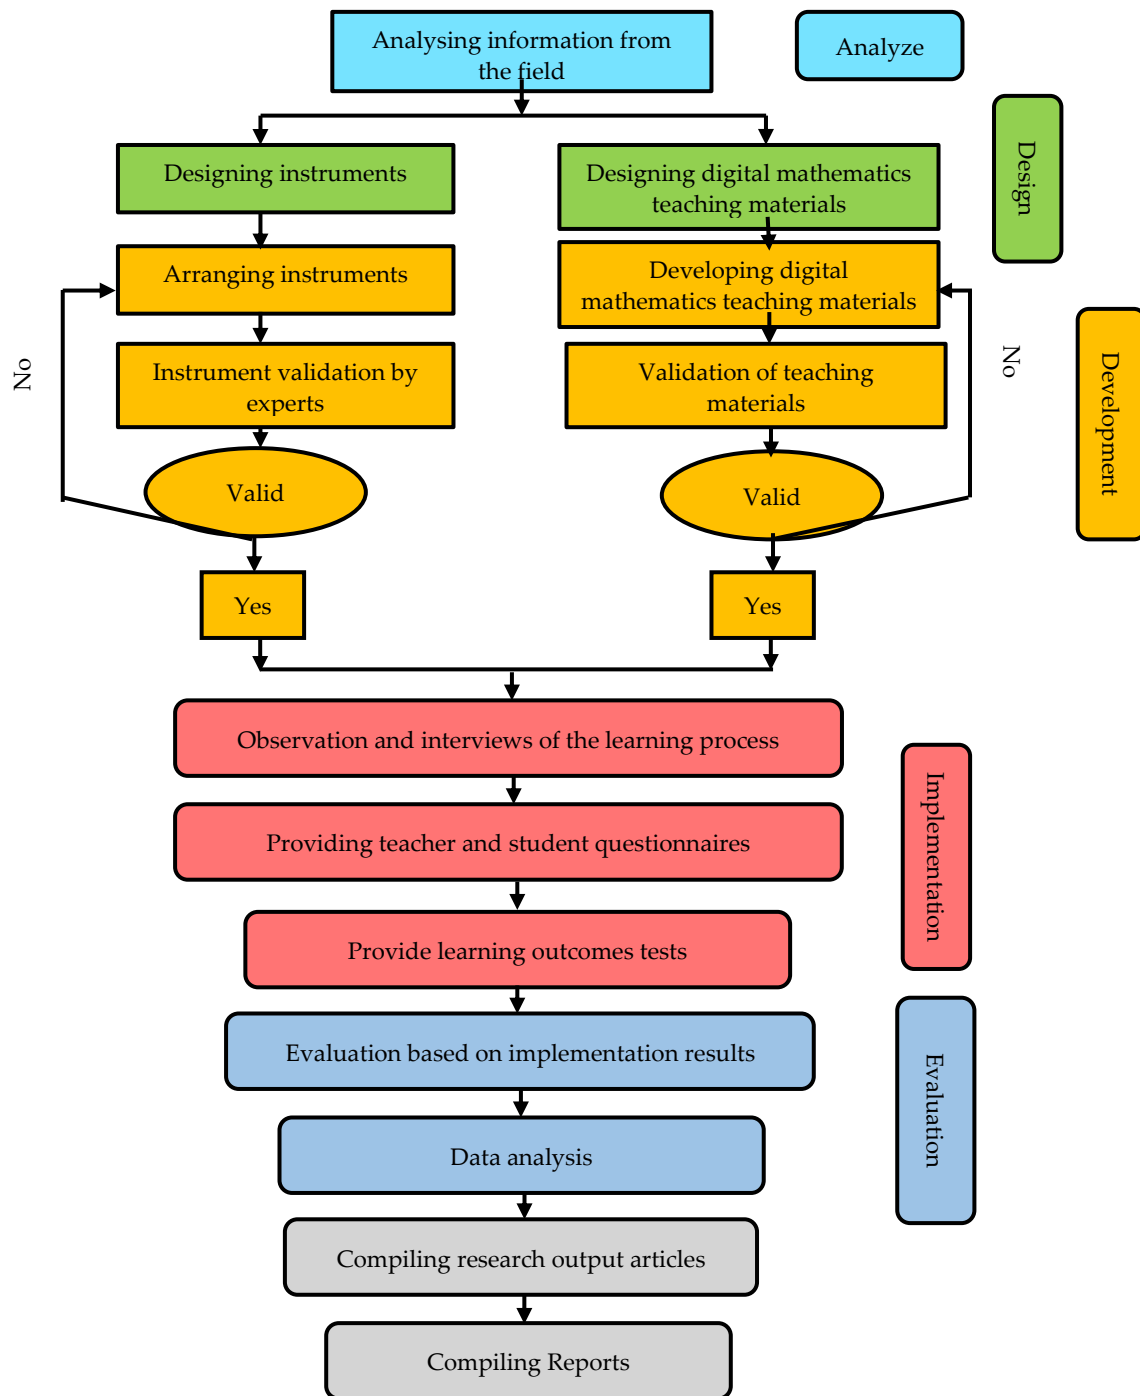 Analysing information from
the field
Analyze
Design
Designing instruments
Designing digital mathematics
teaching materials
Arranging instruments
Developing digital
mathematics teaching materials
No
No
Instrument validation by
experts
Validation of teaching
materials
Development
Valid
Valid
Yes
Yes
Observation and interviews of the learning process
Implementation
Providing teacher and student questionnaires
Provide learning outcomes tests
Evaluation based on implementation results
Evaluation
Data analysis
Compiling research output articles
Compiling Reports